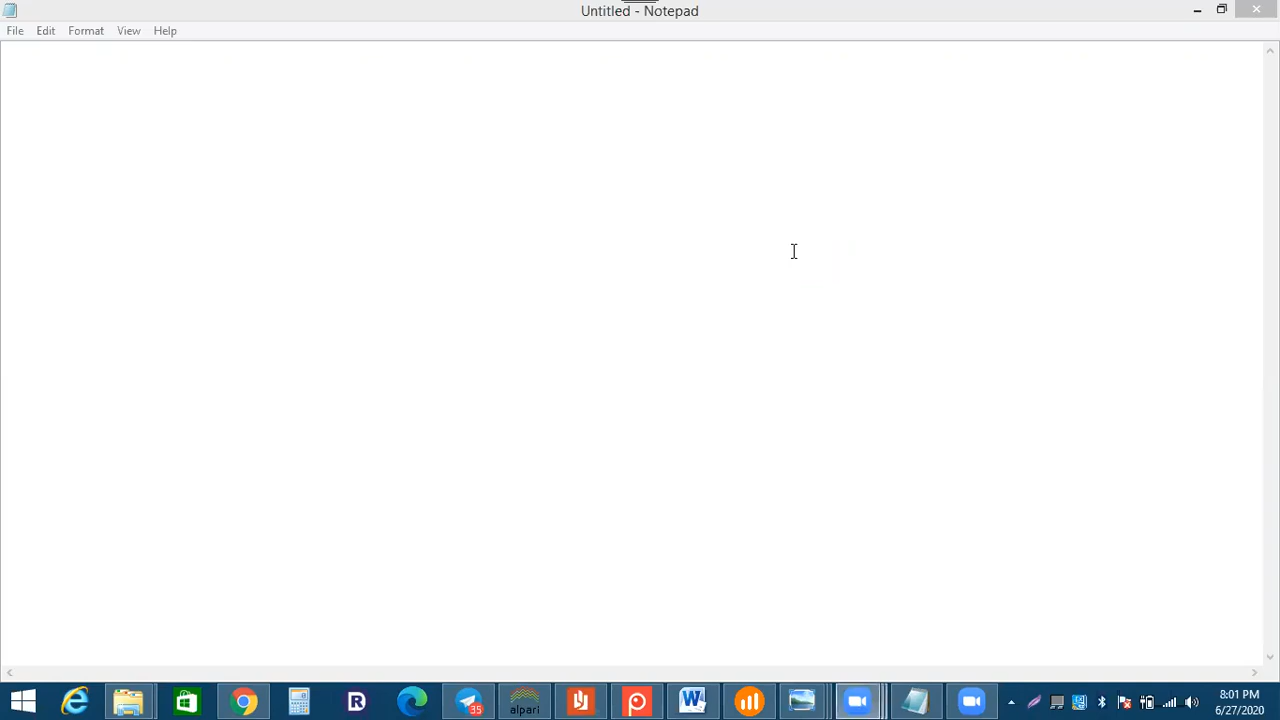 Untitled - Notepad
File Edit Format View Help
35
alpari
8:01 PM
6/27/2020